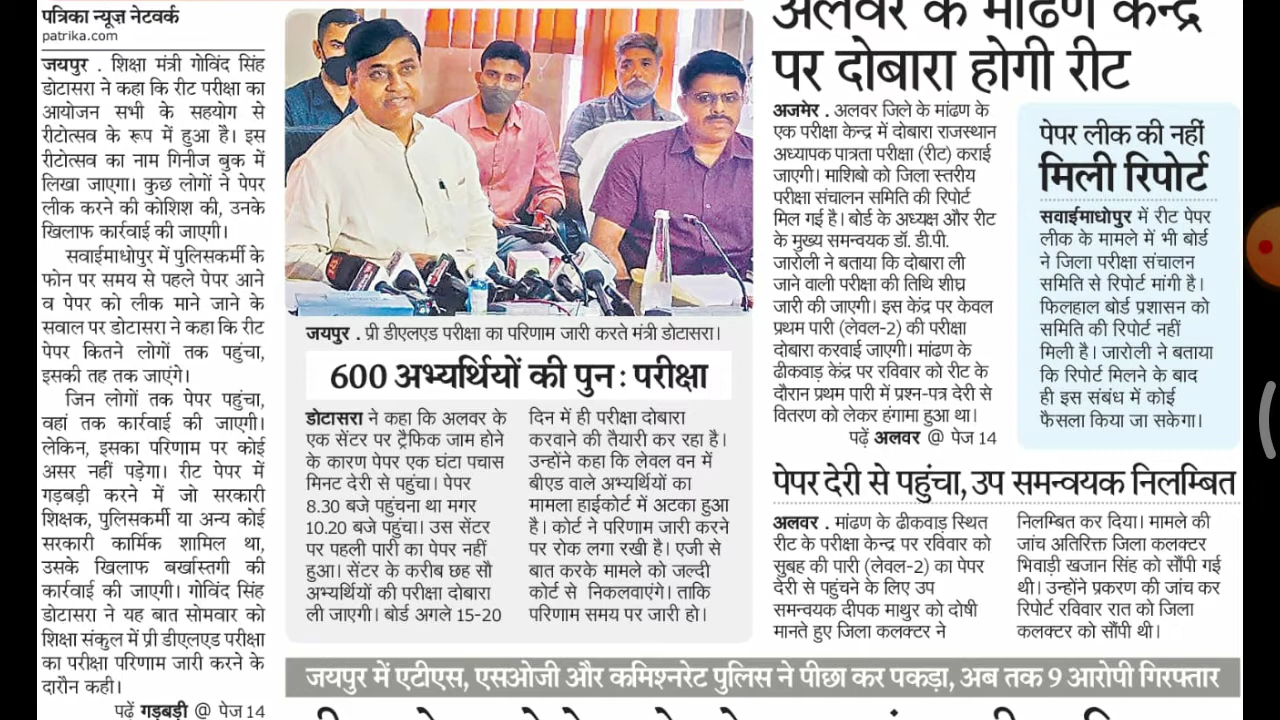 पत्रिका न्यूज़ नेटवर्क
patrika.com
जयपुर . शिक्षा मंत्री गोविंद सिंह
डोटासरा ने कहा कि रीट परीक्षा का
आयोजन सभी के सहयोग से
रीटोत्सव के रूप में हुआ है। इस
रीटोत्सव का नाम गिनीज बुक में
लिखा जाएगा। कुछ लोगों ने पेपर
लीक करने की कोशिश की, उनके
खिलाफ कार्रवाई की जाएगी।
सवाईमाधोपुर में पुलिसकर्मी के
फोन पर समय से पहले पेपर आने
व पेपर को लीक माने जाने के
सवाल पर डोटासरा ने कहा कि रीट
पेपर कितने लोगों तक पहुंचा,
इसकी तह तक जाएंगे।
जिन लोगों तक पेपर पहुंचा,
वहां तक कार्रवाई की जाएगी।
लेकिन, इसका परिणाम पर कोई
असर नहीं पड़ेगा। रीट पेपर में
गड़बड़ी करने में जो सरकारी
शिक्षक, पुलिसकर्मी या अन्य कोई
सरकारी कार्मिक शामिल था,
उसके खिलाफ बर्खास्तगी की
कार्रवाई की जाएगी। गोविंद सिंह
डोटासरा ने यह बात सोमवार को
शिक्षा संकुल में प्री डीएलएड परीक्षा
का परीक्षा परिणाम जारी करने के
दाराैन कही।
पढ़ें गड़बड़ी @ पेज 14
जयपुर . प्री डीएलएड परीक्षा का परिणाम जारी करते मंत्री डोटासरा।
600 अभ्यर्थियों की पुन: परीक्षा
डोटासरा ने कहा कि अलवर के
एक सेंटर पर ट्रैफिक जाम होने
के कारण पेपर एक घंटा पचास
मिनट देरी से पहुंचा। पेपर
8.30 बजे पहुंचना था मगर
10.20 बजे पहुंचा। उस सेंटर
पर पहली पारी का पेपर नहीं
हुआ। सेंटर के करीब छह सौ
अभ्यर्थियों की परीक्षा दोबारा
ली जाएगी। बोर्ड अगले 15-20
दिन में ही परीक्षा दोबारा
करवाने की तैयारी कर रहा है।
उन्होंने कहा कि लेवल वन में
बीएड वाले अभ्यर्थियों का
मामला हाईकोर्ट में अटका हुआ
है। कोर्ट ने परिणाम जारी करने
पर रोक लगा रखी है। एजी से
बात करके मामले को जल्दी
कोर्ट से निकलवाएंगे। ताकि
परिणाम समय पर जारी हो।
अलवर के मांढण केन्द्र
पर दोबारा होगी रीट
अजमेर . अलवर जिले के मांढण के
एक परीक्षा केन्द्र में दोबारा राजस्थान
अध्यापक पात्रता परीक्षा (रीट) कराई
जाएगी। माशिबो को जिला स्तरीय
परीक्षा संचालन समिति की रिपोर्ट
मिल गई है। बोर्ड के अध्यक्ष और रीट
के मुख्य समन्वयक डॉ. डी.पी.
जारोली ने बताया कि दोबारा ली
जाने वाली परीक्षा की तिथि शीघ्र
जारी की जाएगी। इस केंद्र पर केवल
प्रथम पारी (लेवल-2) की परीक्षा
दोबारा करवाई जाएगी। मांढण के
ढीकवाड़ केंद्र पर रविवार को रीट के
दौरान प्रथम पारी में प्रश्न-पत्र देरी से
वितरण को लेकर हंगामा हुआ था।
पढ़ें अलवर @ पेज 14
पेपर लीक की नहीं
मिली रिपोर्ट
सवाईमाधोपुर में रीट पेपर
लीक के मामले में भी बोर्ड
ने जिला परीक्षा संचालन
समिति से रिपोर्ट मांगी है।
फिलहाल बोर्ड प्रशासन को
समिति की रिपोर्ट नहीं
मिली है। जारोली ने बताया
कि रिपोर्ट मिलने के बाद
ही इस संबंध में कोई
फैसला किया जा सकेगा।
पेपर देरी से पहुंचा, उप समन्वयक निलम्बित
अलवर . मांढण के ढीकवाड़ स्थित
रीट के परीक्षा केन्द्र पर रविवार को
सुबह की पारी (लेवल-2) का पेपर
देरी से पहुंचने के लिए उप
समन्वयक दीपक माथुर को दोषी
मानते हुए जिला कलक्टर ने
निलम्बित कर दिया। मामले की
जांच अतिरिक्त जिला कलक्टर
भिवाड़ी खजान सिंह को सौंपी गई
थी। उन्होंने प्रकरण की जांच कर
रिपोर्ट रविवार रात को जिला
कलक्टर को सौंपी थी।
जयपुर में एटीएस, एसओजी और कमिश्नरेट पुलिस ने पीछा कर पकड़ा, अब तक 9 आरोपी गिरफ्तार